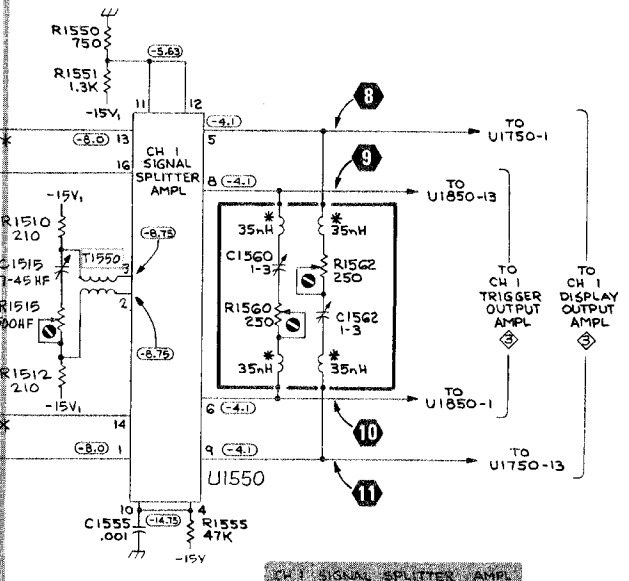 R1550
750
-5.63
R1551
1.3K
-15V₁
11
12
8
-4.1
TO
U1750-1
-8.0
13
5
CH 1
SIGNAL
SPLITTER
AMPL
9
16
8
-4.1
TO
U1850-13
-15V₁
R1510
210
-8.75
T1550
3
2
-8.75
R1512
210
-15V₁
35nH
35nH
C1560
1-3
R1562
250
R1560
250
C1562
1-3
35nH
35nH
TO
CH 1
TRIGGER
OUTPUT
AMPL
3
TO
CH 1
DISPLAY
OUTPUT
AMPL
3
TO
U1850-1
6
-4.1
14
10
-8.0
1
9
-4.1
TO
U1750-13
U1550
11
10
4
C1555
.001
-14.75
R1555
47K
-15V
CH 1 SIGNAL SPLITTER AMPL